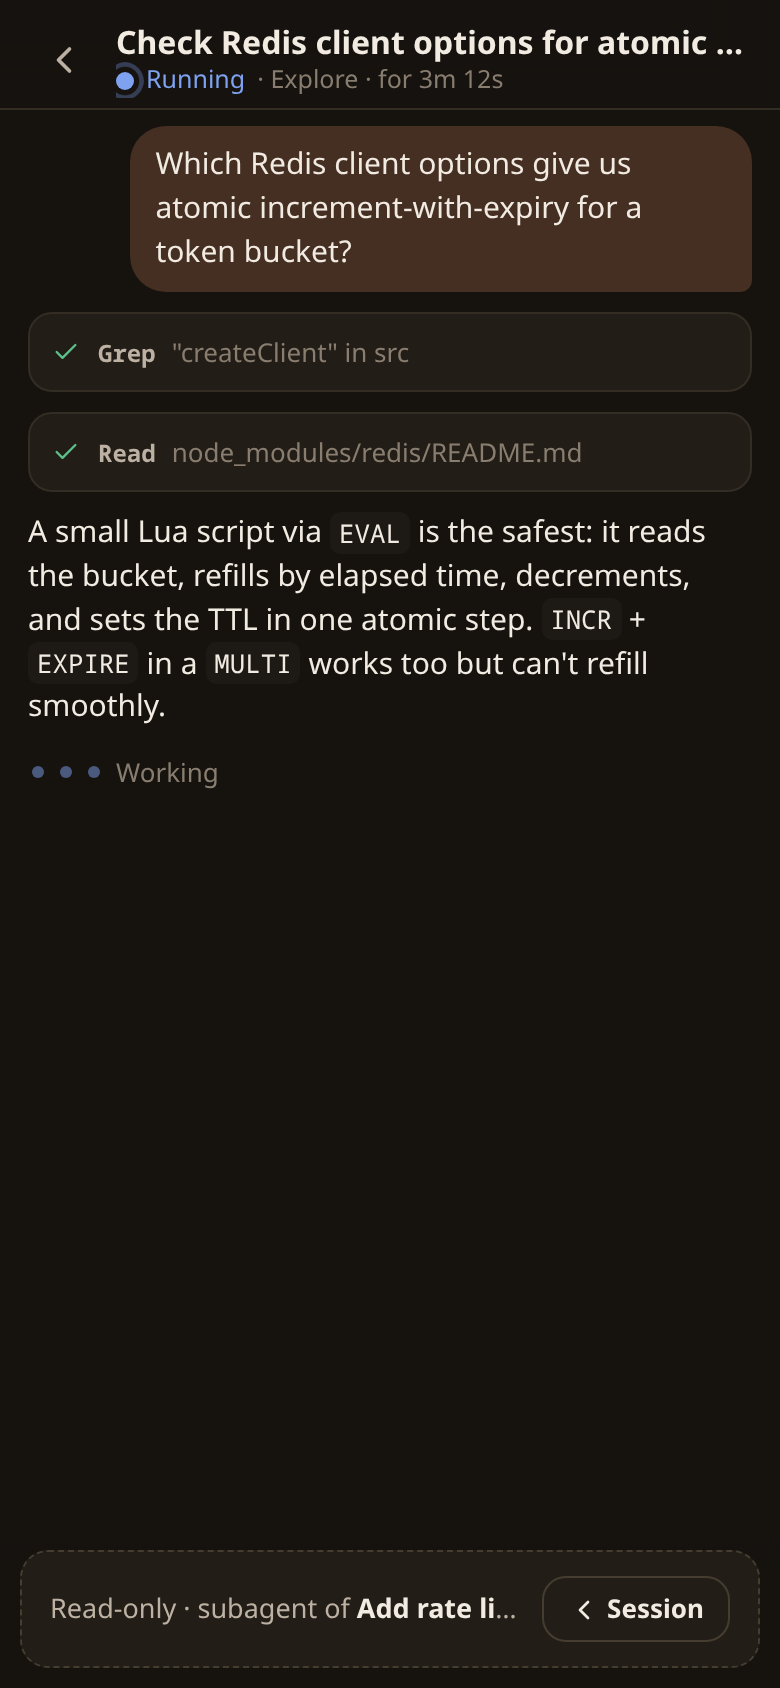 Check Redis client options for atomic ...
Running · Explore · for 3m 12s
Which Redis client options give us
atomic increment-with-expiry for a
token bucket?
Grep "createClient" in src
Read node_modules/redis/README.md
A small Lua script via EVAL is the safest: it reads
the bucket, refills by elapsed time, decrements,
and sets the TTL in one atomic step. INCR +
EXPIRE in a MULTI works too but can't refill
smoothly.
Working
Read-only · subagent of Add rate li...
Session